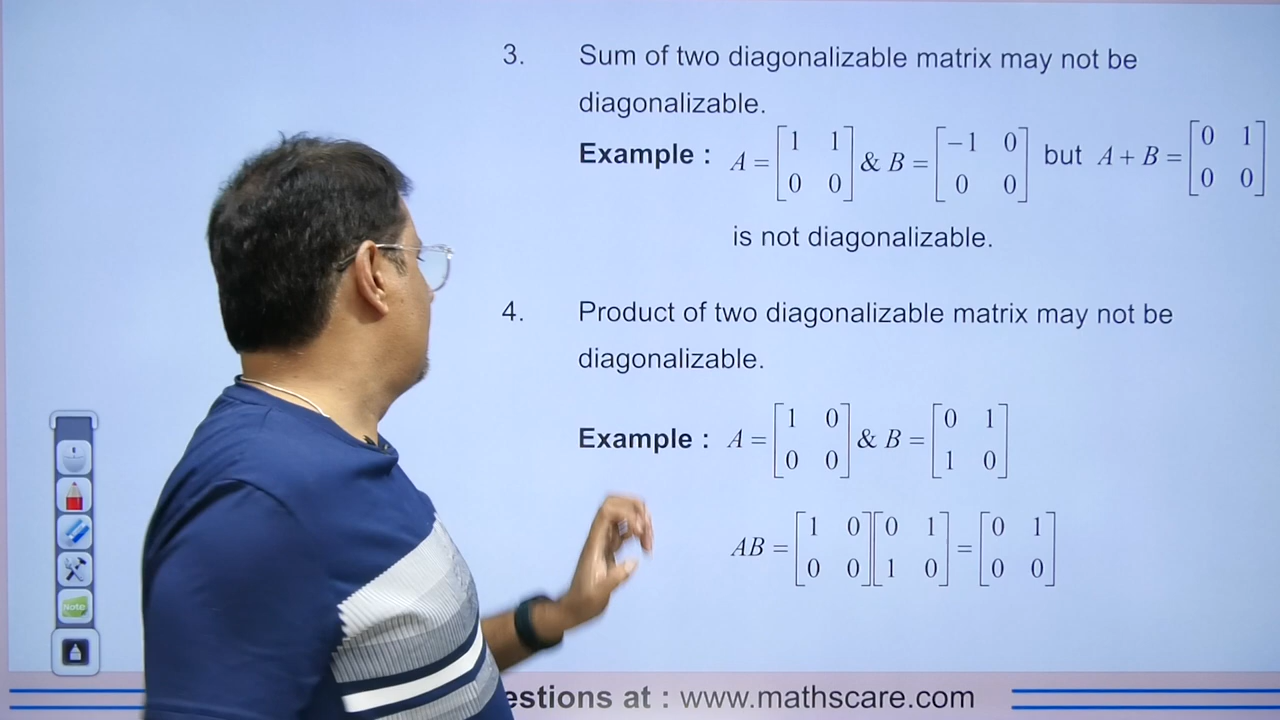 3. Sum of two diagonalizable matrix may not be
diagonalizable.
Example : A = [1 1; 0 0] & B = [−1 0; 0 0] but A + B = [0 1; 0 0]
is not diagonalizable.
4. Product of two diagonalizable matrix may not be
diagonalizable.
Example : A = [1 0; 0 0] & B = [0 1; 1 0]
AB = [1 0; 0 0][0 1; 1 0] = [0 1; 0 0]
Note
estions at : www.mathscare.com